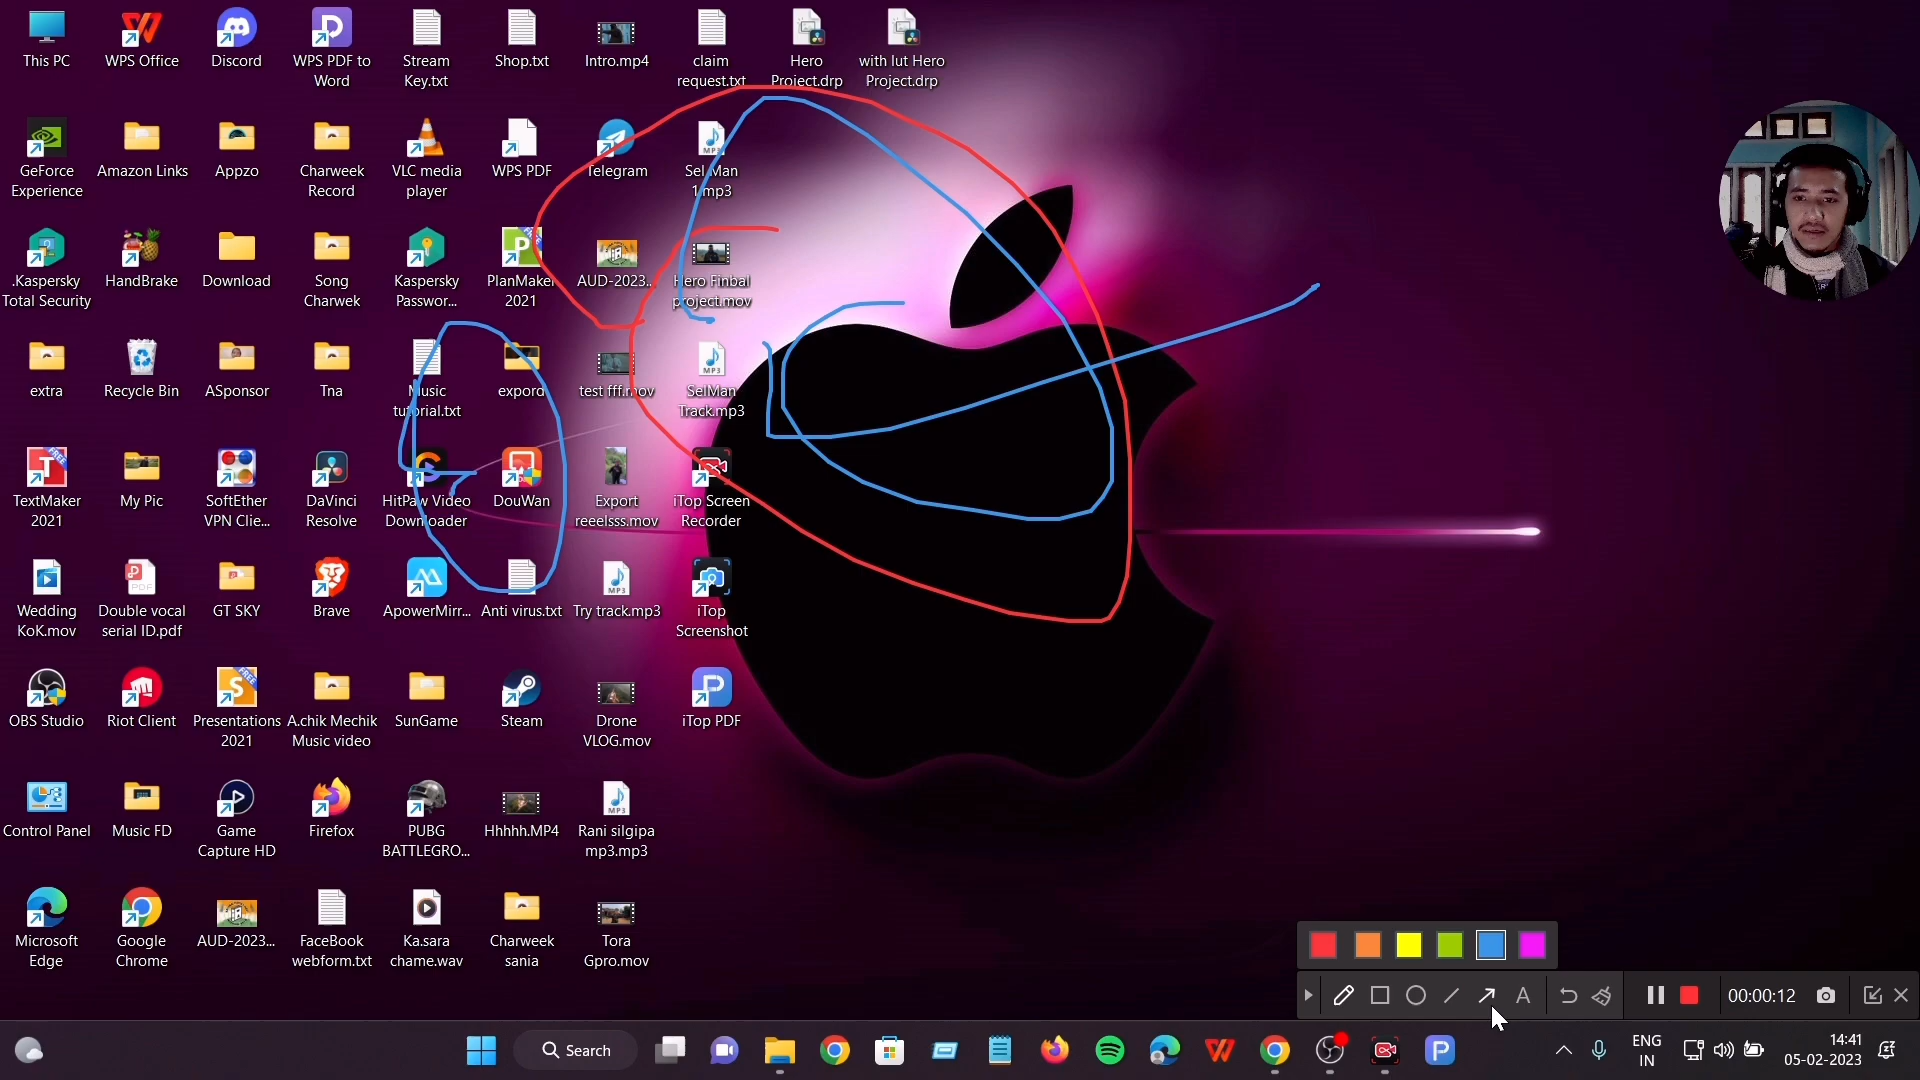 This PC
WPS Office
Discord
WPS PDF to
Word
Stream
Key.txt
Shop.txt
Intro.mp4
claim
request.txt
Hero
Project.drp
with lut Hero
Project.drp
GeForce
Experience
Amazon Links
Appzo
Charweek
Record
VLC media
player
WPS PDF
Telegram
MP3
1.mp3
.Kaspersky
Total Security
HandBrake
Download
Song
Charwek
Kaspersky
Passwor...
PlanMaker
2021
AUD-2023...
Hero Finbal
project.mov
extra
Recycle Bin
ASponsor
Tna
Music
tutorial.txt
expord
test fff.mov
MP3
SelMan
Track.mp3
FREE
TextMaker
2021
My Pic
SoftEther
VPN Clie...
DaVinci
Resolve
HitPaw Video
Downloader
DouWan
Export
reeelsss.mov
iTop Screen
Recorder
Wedding
KoK.mov
PDF
Double vocal
serial ID.pdf
GT SKY
Brave
ApowerMirr...
Anti virus.txt
MP3
Try track.mp3
iTop
Screenshot
OBS Studio
Riot Client
FREE
Presentations
2021
A.chik Mechik
Music video
SunGame
Steam
Drone
VLOG.mov
iTop PDF
Control Panel
Music FD
Game
Capture HD
Firefox
PUBG
BATTLEGRO...
Hhhhh.MP4
MP3
Rani silgipa
mp3.mp3
Microsoft
Edge
Google
Chrome
AUD-2023...
FaceBook
webform.txt
Ka.sara
chame.wav
Charweek
sania
Tora
Gpro.mov
A
00:00:12
Search
ENG
IN
14:41
05-02-2023